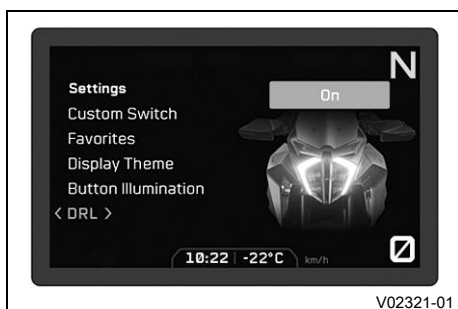 N
Settings
On
Custom Switch
Favorites
Display Theme
Button Illumination
< DRL >
10:22 | -22°C km/h
0
V02321-01